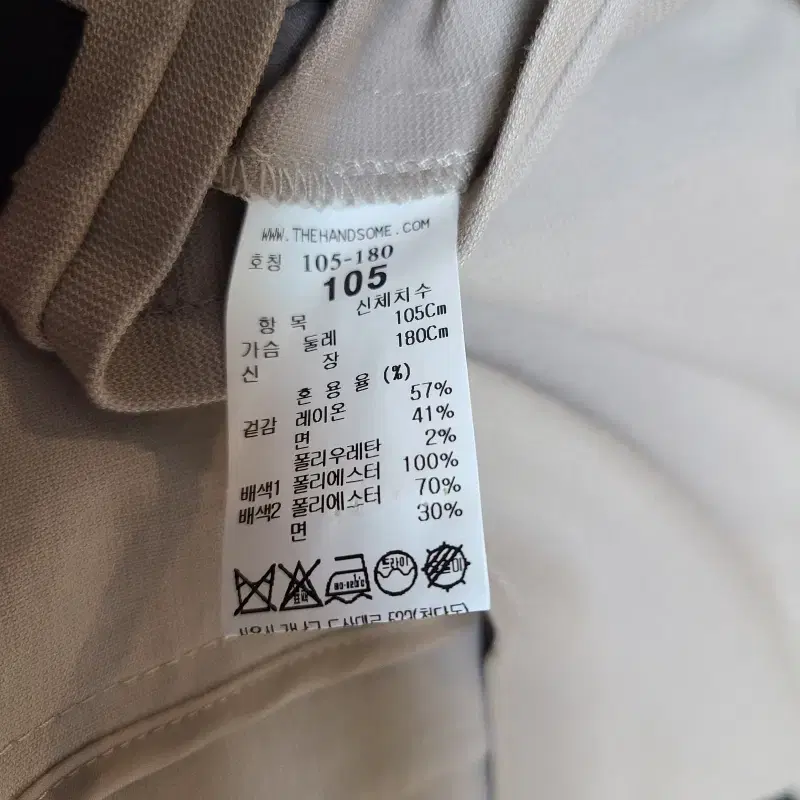 WWW.THEHANDSOME.COM
호칭 105-180
105
항 목 신체치수
가슴 둘레 105Cm
신 장 180Cm
혼 용 율 (%)
겉감 레이온 57%
면 41%
폴리우레탄 2%
배색1 폴리에스터 100%
배색2 폴리에스터 70%
면 30%
드라이